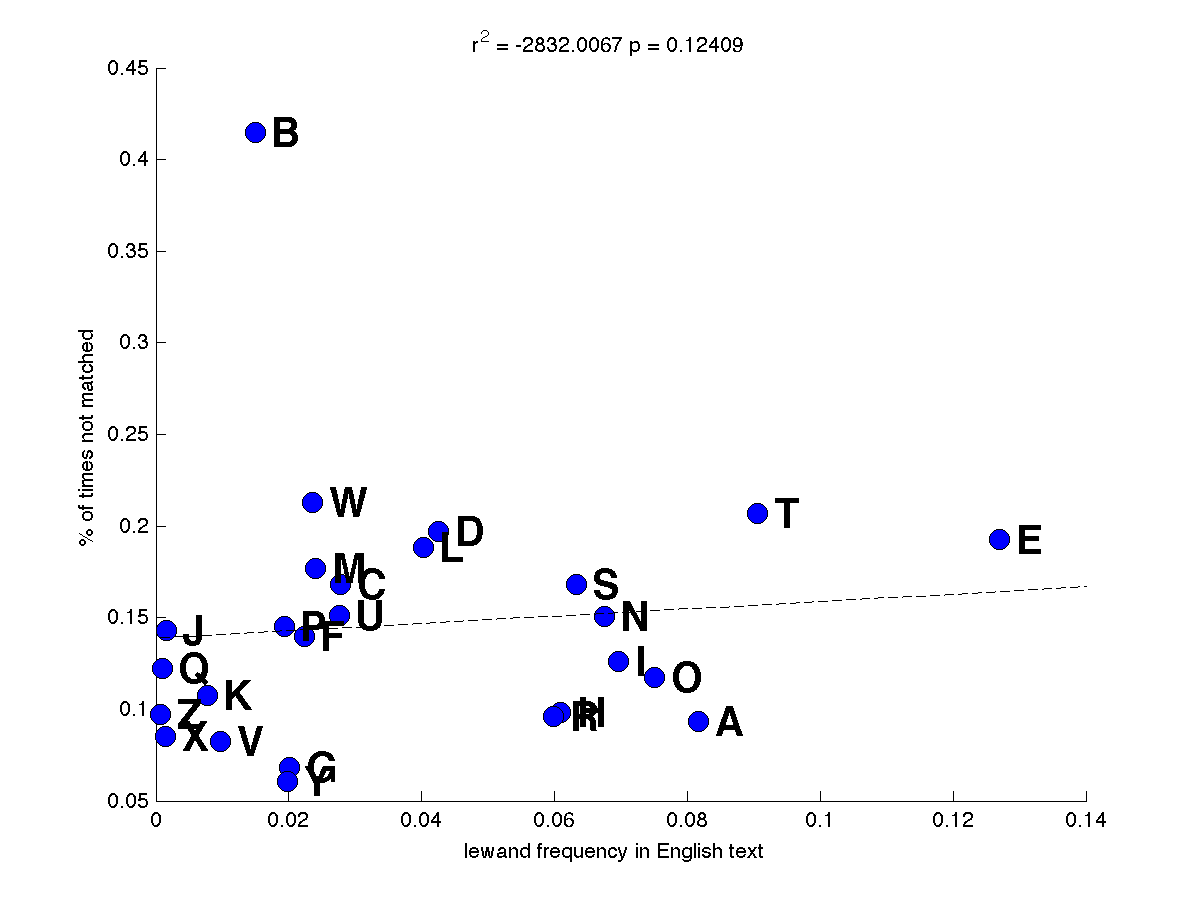 r2 = -2832.0067 p = 0.12409
0.45
B
0.4
0.35
0.3
0.25
W
T
0.2
D
E
L
M
C
S
0.15
U
N
P
F
J
I
Q
O
K
0.1
Z
H
R
A
X
V
G
Y
0.05
0 0.02 0.04 0.06 0.08 0.1 0.12 0.14
% of times not matched
lewand frequency in English text